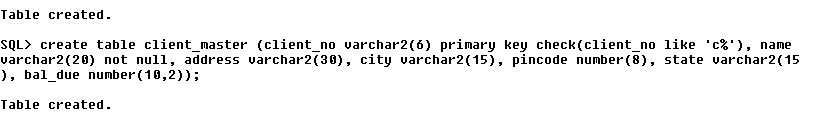 Table created.
SQL> create table client_master (client_no varchar2(6) primary key check(client_no like 'c%'), name
varchar2(20) not null, address varchar2(30), city varchar2(15), pincode number(8), state varchar2(15
), bal_due number(10,2));
Table created.